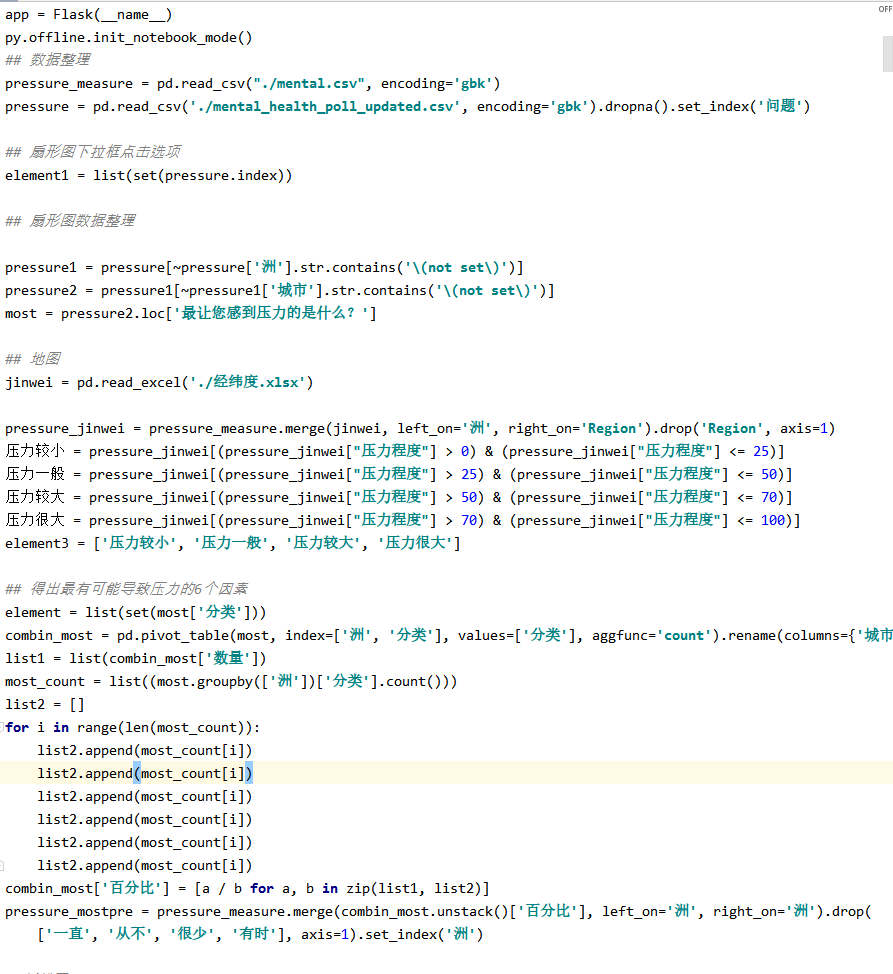 OFF
app = Flask(__name__)
py.offline.init_notebook_mode()
## 数据整理
pressure_measure = pd.read_csv("./mental.csv", encoding='gbk')
pressure = pd.read_csv('./mental_health_poll_updated.csv', encoding='gbk').dropna().set_index('问题')
## 扇形图下拉框点击选项
element1 = list(set(pressure.index))
## 扇形图数据整理
pressure1 = pressure[~pressure['洲'].str.contains('\(not set\)')]
pressure2 = pressure1[~pressure1['城市'].str.contains('\(not set\)')]
most = pressure2.loc['最让您感到压力的是什么？']
## 地图
jinwei = pd.read_excel('./经纬度.xlsx')
pressure_jinwei = pressure_measure.merge(jinwei, left_on='洲', right_on='Region').drop('Region', axis=1)
压力较小 = pressure_jinwei[(pressure_jinwei["压力程度"] > 0) & (pressure_jinwei["压力程度"] <= 25)]
压力一般 = pressure_jinwei[(pressure_jinwei["压力程度"] > 25) & (pressure_jinwei["压力程度"] <= 50)]
压力较大 = pressure_jinwei[(pressure_jinwei["压力程度"] > 50) & (pressure_jinwei["压力程度"] <= 70)]
压力很大 = pressure_jinwei[(pressure_jinwei["压力程度"] > 70) & (pressure_jinwei["压力程度"] <= 100)]
element3 = ['压力较小', '压力一般', '压力较大', '压力很大']
## 得出最有可能导致压力的6个因素
element = list(set(most['分类']))
combin_most = pd.pivot_table(most, index=['洲', '分类'], values=['分类'], aggfunc='count').rename(columns={'城市
list1 = list(combin_most['数量'])
most_count = list((most.groupby(['洲'])['分类'].count()))
list2 = []
for i in range(len(most_count)):
    list2.append(most_count[i])
    list2.append(most_count[i])
    list2.append(most_count[i])
    list2.append(most_count[i])
    list2.append(most_count[i])
    list2.append(most_count[i])
combin_most['百分比'] = [a / b for a, b in zip(list1, list2)]
pressure_mostpre = pressure_measure.merge(combin_most.unstack()['百分比'], left_on='洲', right_on='洲').drop(
    ['一直', '从不', '很少', '有时'], axis=1).set_index('洲')